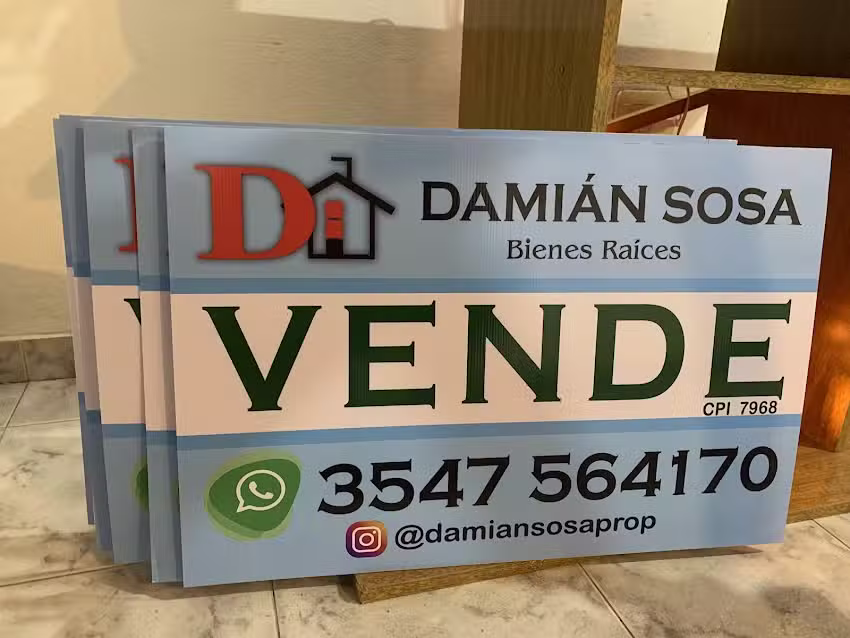 D
DAMIÁN SOSA
Bienes Raíces
VENDE
CPI 7968
3547 564170
@damiansosaprop